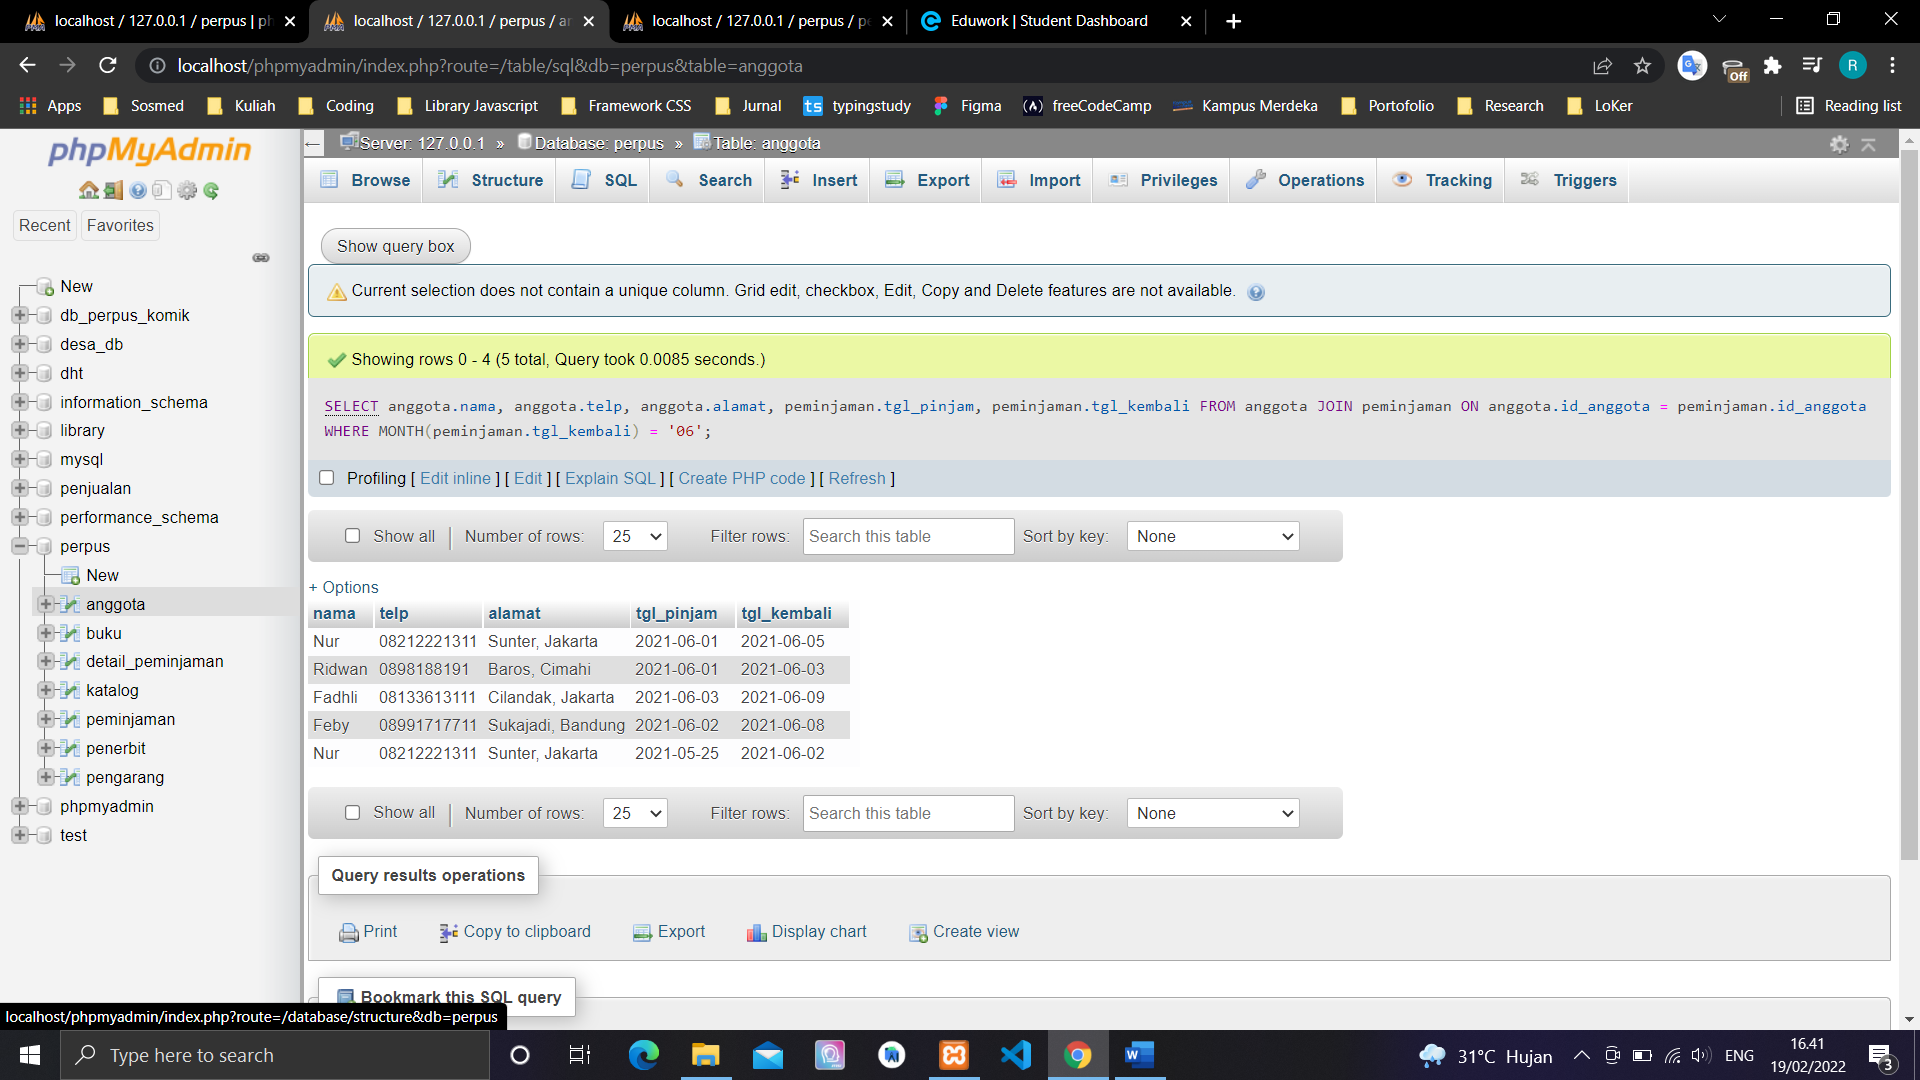 localhost / 127.0.0.1 / perpus | ph
localhost / 127.0.0.1 / perpus / an
localhost / 127.0.0.1 / perpus / pe
Eduwork | Student Dashboard
localhost/phpmyadmin/index.php?route=/table/sql&db=perpus&table=anggota
Off
R
Apps Sosmed Kuliah Coding Library Javascript Framework CSS Jurnal ts typingstudy Figma freeCodeCamp Kampus Merdeka Portofolio Research LoKer Reading list
phpMyAdmin
Recent Favorites
New
db_perpus_komik
desa_db
dht
information_schema
library
mysql
penjualan
performance_schema
perpus
New
anggota
buku
detail_peminjaman
katalog
peminjaman
penerbit
pengarang
phpmyadmin
test
Server: 127.0.0.1 » Database: perpus » Table: anggota
Browse Structure SQL Search Insert Export Import Privileges Operations Tracking Triggers
Show query box
Current selection does not contain a unique column. Grid edit, checkbox, Edit, Copy and Delete features are not available.
Showing rows 0 - 4 (5 total, Query took 0.0085 seconds.)
SELECT anggota.nama, anggota.telp, anggota.alamat, peminjaman.tgl_pinjam, peminjaman.tgl_kembali FROM anggota JOIN peminjaman ON anggota.id_anggota = peminjaman.id_anggota
WHERE MONTH(peminjaman.tgl_kembali) = '06';
Profiling [ Edit inline ] [ Edit ] [ Explain SQL ] [ Create PHP code ] [ Refresh ]
Show all Number of rows: 25 Filter rows: Search this table Sort by key: None
+ Options
nama telp alamat tgl_pinjam tgl_kembali
Nur 08212221311 Sunter, Jakarta 2021-06-01 2021-06-05
Ridwan 0898188191 Baros, Cimahi 2021-06-01 2021-06-03
Fadhli 08133613111 Cilandak, Jakarta 2021-06-03 2021-06-09
Feby 08991717711 Sukajadi, Bandung 2021-06-02 2021-06-08
Nur 08212221311 Sunter, Jakarta 2021-05-25 2021-06-02
Show all Number of rows: 25 Filter rows: Search this table Sort by key: None
Query results operations
Print Copy to clipboard Export Display chart Create view
Bookmark this SQL query
localhost/phpmyadmin/index.php?route=/database/structure&db=perpus
Type here to search
31°C Hujan
ENG
16.41
19/02/2022
3